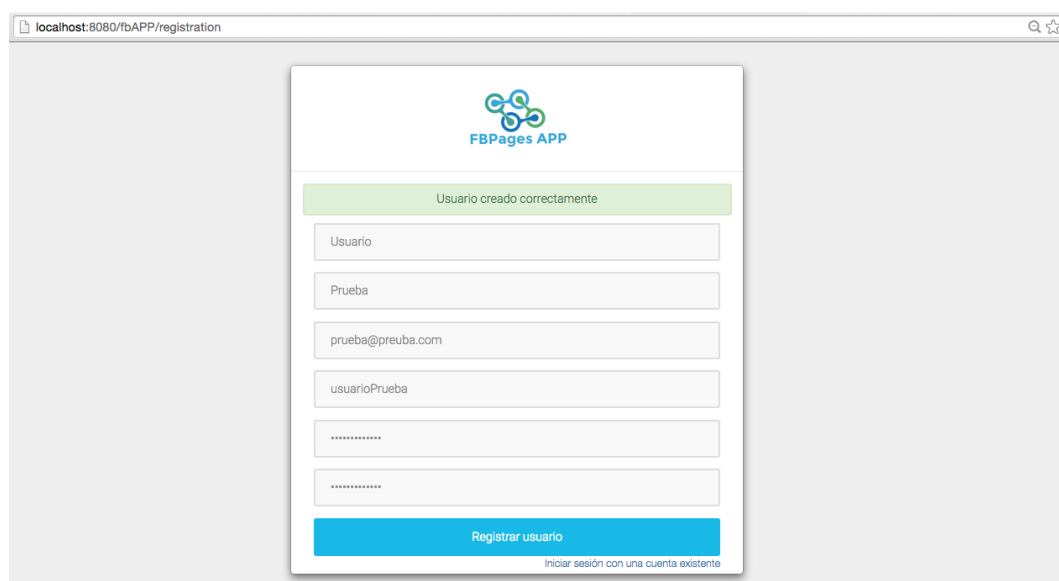 localhost:8080/fbAPP/registration
FBPages APP
Usuario creado correctamente
Usuario
Prueba
prueba@preuba.com
usuarioPrueba
•••••••••••••
•••••••••••••
Registrar usuario
Iniciar sesión con una cuenta existente